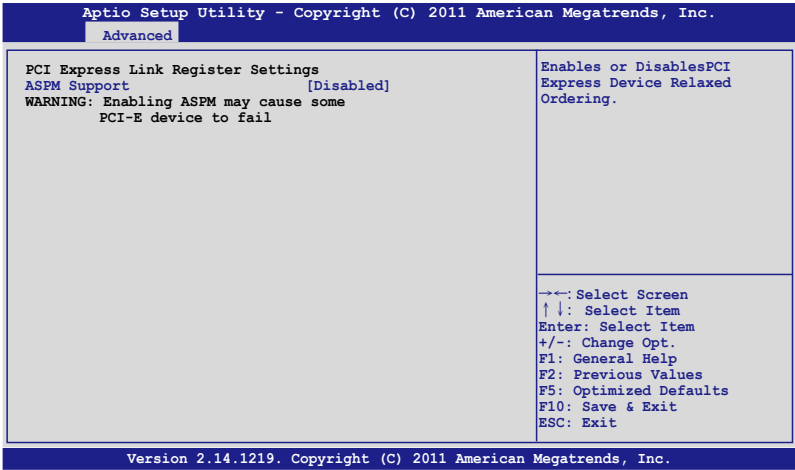 Aptio Setup Utility - Copyright (C) 2011 American Megatrends, Inc.
Advanced
PCI Express Link Register Settings
ASPM Support [Disabled]
WARNING: Enabling ASPM may cause some
PCI-E device to fail
Enables or DisablesPCI
Express Device Relaxed
Ordering.
→←: Select Screen
↑↓: Select Item
Enter: Select Item
+/-: Change Opt.
F1: General Help
F2: Previous Values
F5: Optimized Defaults
F10: Save & Exit
ESC: Exit
Version 2.14.1219. Copyright (C) 2011 American Megatrends, Inc.